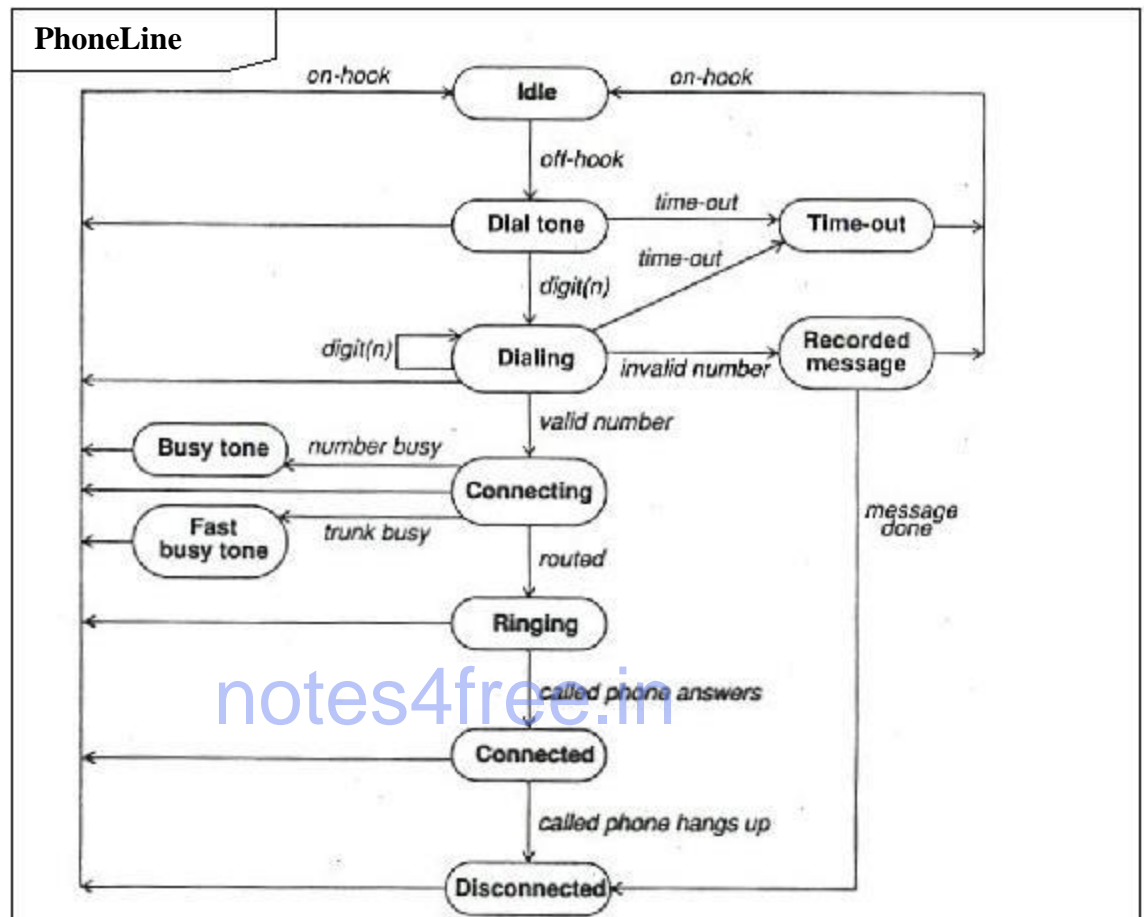 PhoneLine
on-hook
Idle
on-hook
off-hook
Dial tone
time-out
Time-out
time-out
digit(n)
digit(n)
Dialing
invalid number
Recorded
message
valid number
Busy tone
number busy
Connecting
Fast
busy tone
trunk busy
message
done
routed
Ringing
notes4free.in
called phone answers
Connected
called phone hangs up
Disconnected